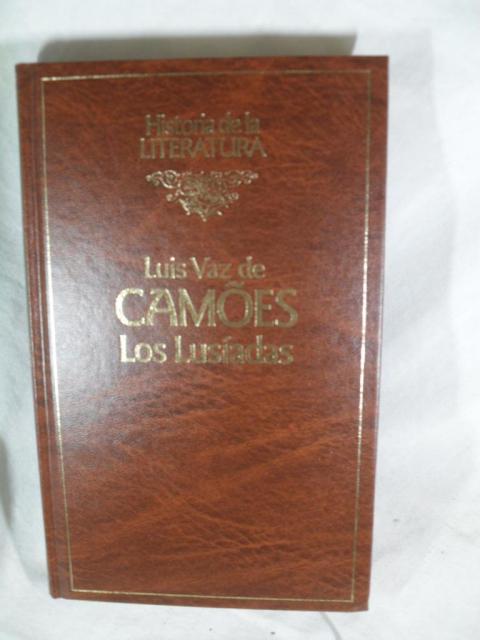 Historia de la
LITERATURA
Luis Vaz de
CAMÕES
Los Lusíadas